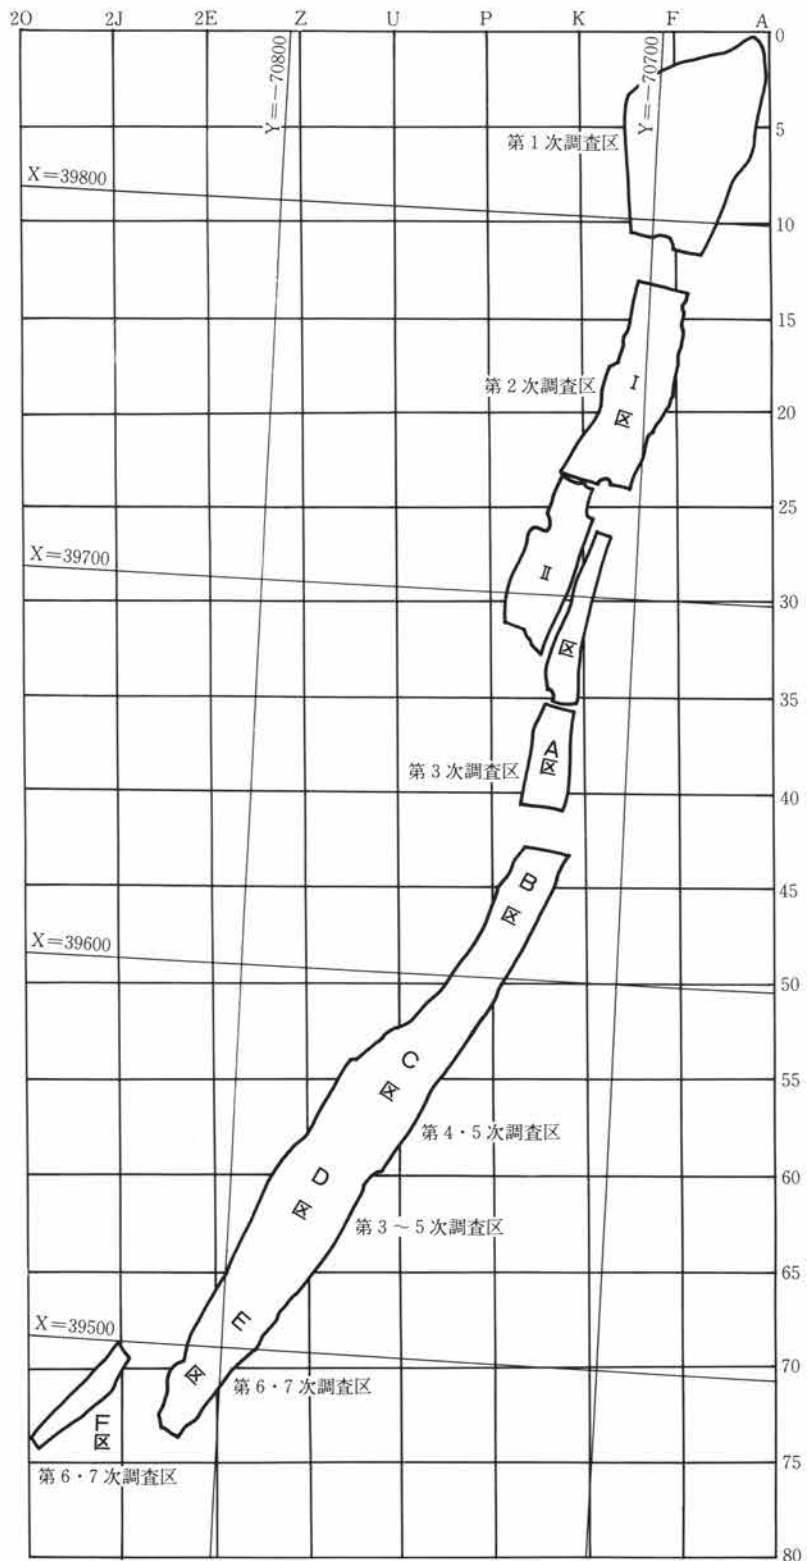 2O 2J 2E Z U P K F A
0
Y=−70800
Y=−70700
5
第1次調査区
X=39800
10
15
第2次調査区
I
区
20
25
X=39700
II
30
区
35
A
区
第3次調査区
40
B
45
区
X=39600
50
C
55
区
第4・5次調査区
D
60
区
第3〜5次調査区
65
E
X=39500
70
区
第6・7次調査区
F
区
75
第6・7次調査区
80